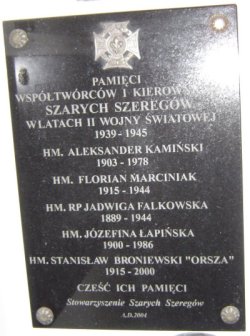 PAMIĘCI
WSPÓŁTWÓRCÓW I KIEROW
SZARYCH SZEREGÓW
W LATACH II WOJNY ŚWIATOWEJ
1939 - 1945
HM. ALEKSANDER KAMIŃSKI
1903 - 1978
HM. FLORIAN MARCINIAK
1915 - 1944
HM. RP JADWIGA FALKOWSKA
1889 - 1944
HM. JÓZEFINA ŁAPIŃSKA
1900 - 1986
HM. STANISŁAW BRONIEWSKI "ORSZA"
1915 - 2000
CZEŚĆ ICH PAMIĘCI
Stowarzyszenie Szarych Szeregów
A.D.2004